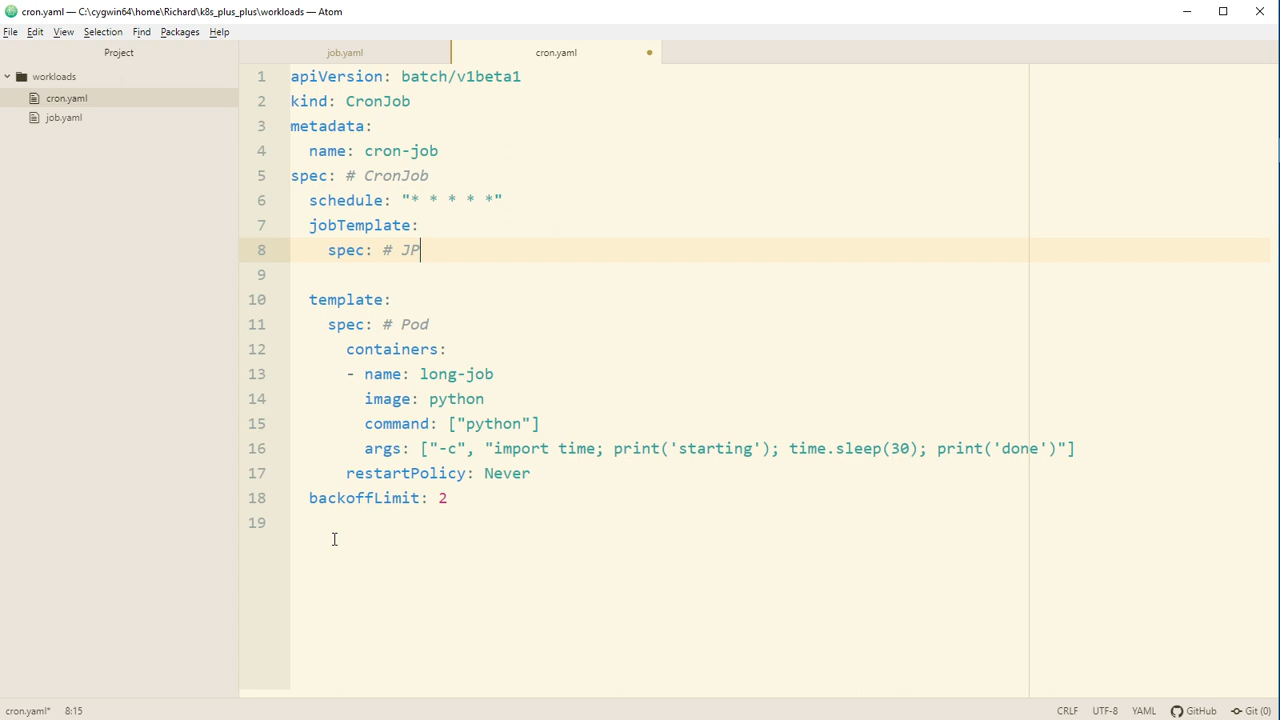 cron.yaml — C:\cygwin64\home\Richard\k8s_plus_plus\workloads — Atom
File Edit View Selection Find Packages Help
Project
job.yaml
cron.yaml
workloads
cron.yaml
job.yaml
1 apiVersion: batch/v1beta1
2 kind: CronJob
3 metadata:
4   name: cron-job
5 spec: # CronJob
6   schedule: "* * * * *"
7   jobTemplate:
8     spec: # JP
9
10   template:
11     spec: # Pod
12       containers:
13       - name: long-job
14         image: python
15         command: ["python"]
16         args: ["-c", "import time; print('starting'); time.sleep(30); print('done')"]
17       restartPolicy: Never
18   backoffLimit: 2
19
cron.yaml* 8:15 CRLF UTF-8 YAML GitHub Git (0)